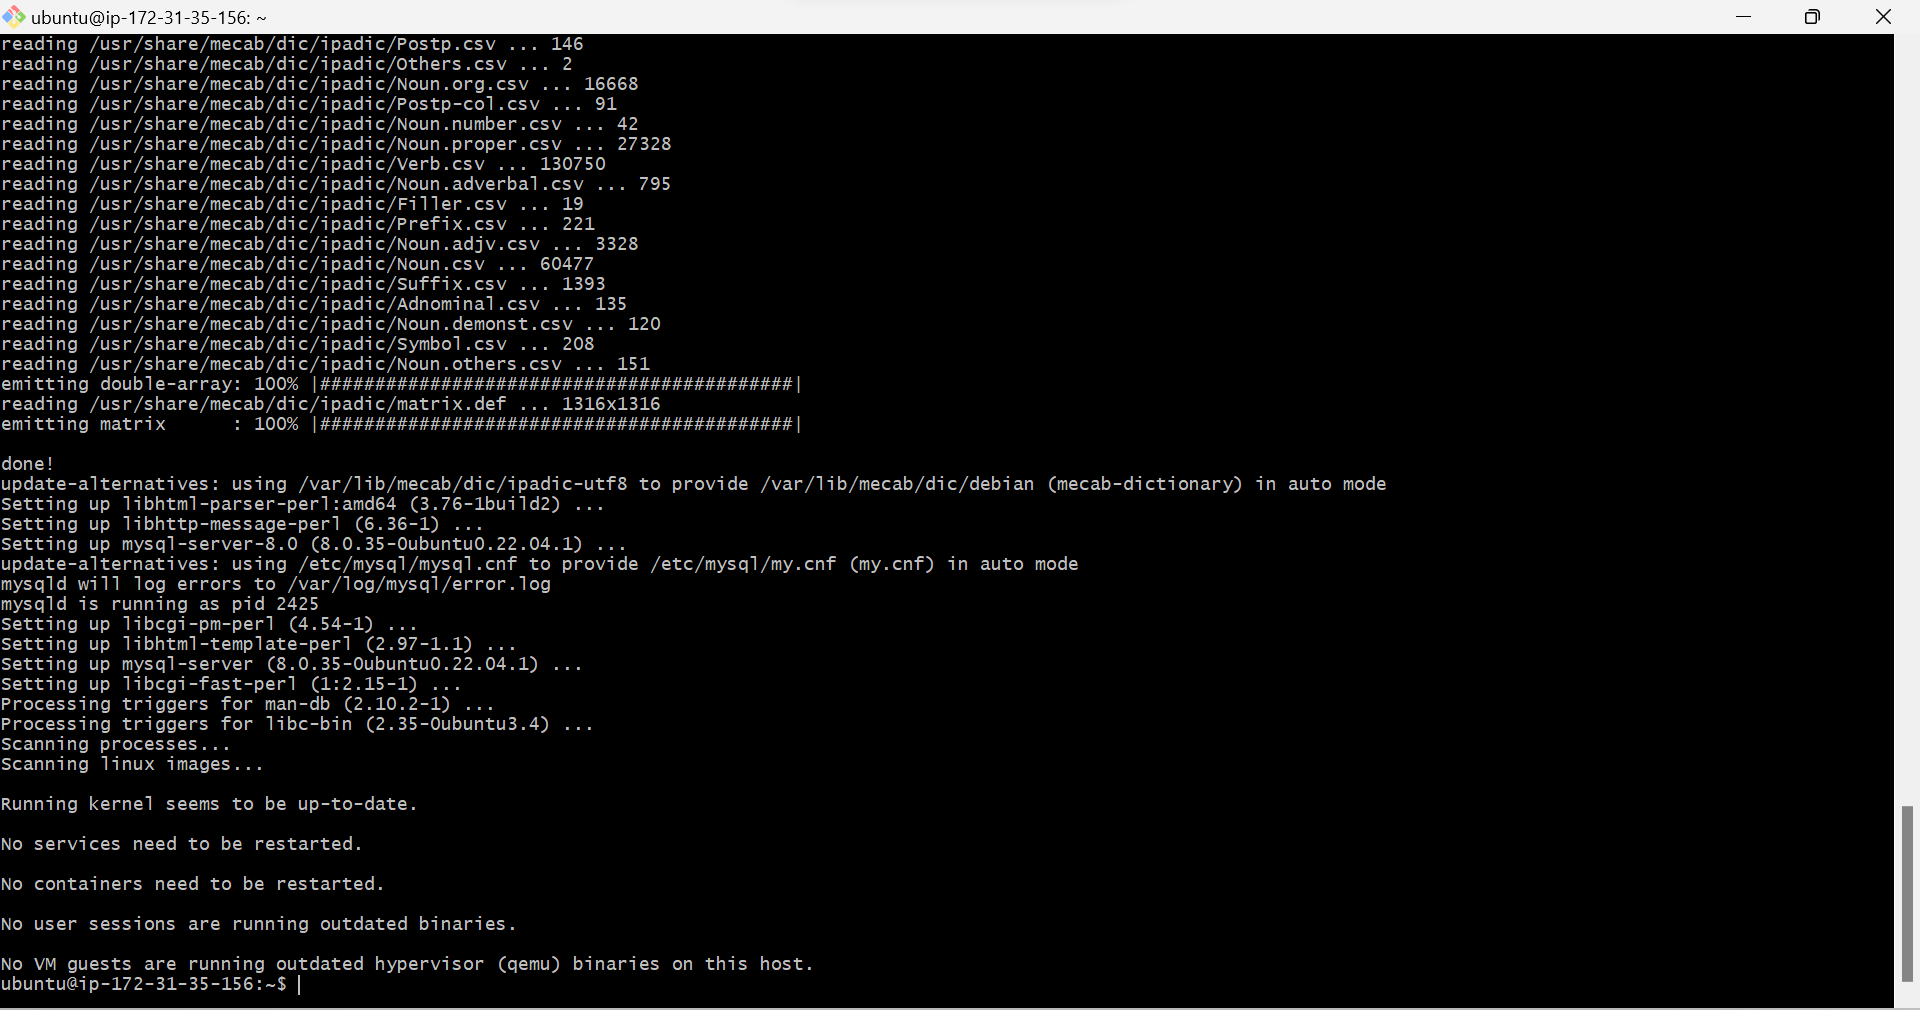 ubuntu@ip-172-31-35-156: ~
reading /usr/share/mecab/dic/ipadic/Postp.csv ... 146
reading /usr/share/mecab/dic/ipadic/Others.csv ... 2
reading /usr/share/mecab/dic/ipadic/Noun.org.csv ... 16668
reading /usr/share/mecab/dic/ipadic/Postp-col.csv ... 91
reading /usr/share/mecab/dic/ipadic/Noun.number.csv ... 42
reading /usr/share/mecab/dic/ipadic/Noun.proper.csv ... 27328
reading /usr/share/mecab/dic/ipadic/Verb.csv ... 130750
reading /usr/share/mecab/dic/ipadic/Noun.adverbal.csv ... 795
reading /usr/share/mecab/dic/ipadic/Filler.csv ... 19
reading /usr/share/mecab/dic/ipadic/Prefix.csv ... 221
reading /usr/share/mecab/dic/ipadic/Noun.adjv.csv ... 3328
reading /usr/share/mecab/dic/ipadic/Noun.csv ... 60477
reading /usr/share/mecab/dic/ipadic/Suffix.csv ... 1393
reading /usr/share/mecab/dic/ipadic/Adnominal.csv ... 135
reading /usr/share/mecab/dic/ipadic/Noun.demonst.csv ... 120
reading /usr/share/mecab/dic/ipadic/Symbol.csv ... 208
reading /usr/share/mecab/dic/ipadic/Noun.others.csv ... 151
emitting double-array: 100% |###########################################|
reading /usr/share/mecab/dic/ipadic/matrix.def ... 1316x1316
emitting matrix      : 100% |###########################################|
done!
update-alternatives: using /var/lib/mecab/dic/ipadic-utf8 to provide /var/lib/mecab/dic/debian (mecab-dictionary) in auto mode
Setting up libhtml-parser-perl:amd64 (3.76-1build2) ...
Setting up libhttp-message-perl (6.36-1) ...
Setting up mysql-server-8.0 (8.0.35-0ubuntu0.22.04.1) ...
update-alternatives: using /etc/mysql/mysql.cnf to provide /etc/mysql/my.cnf (my.cnf) in auto mode
mysqld will log errors to /var/log/mysql/error.log
mysqld is running as pid 2425
Setting up libcgi-pm-perl (4.54-1) ...
Setting up libhtml-template-perl (2.97-1.1) ...
Setting up mysql-server (8.0.35-0ubuntu0.22.04.1) ...
Setting up libcgi-fast-perl (1:2.15-1) ...
Processing triggers for man-db (2.10.2-1) ...
Processing triggers for libc-bin (2.35-0ubuntu3.4) ...
Scanning processes...
Scanning linux images...
Running kernel seems to be up-to-date.
No services need to be restarted.
No containers need to be restarted.
No user sessions are running outdated binaries.
No VM guests are running outdated hypervisor (qemu) binaries on this host.
ubuntu@ip-172-31-35-156:~$